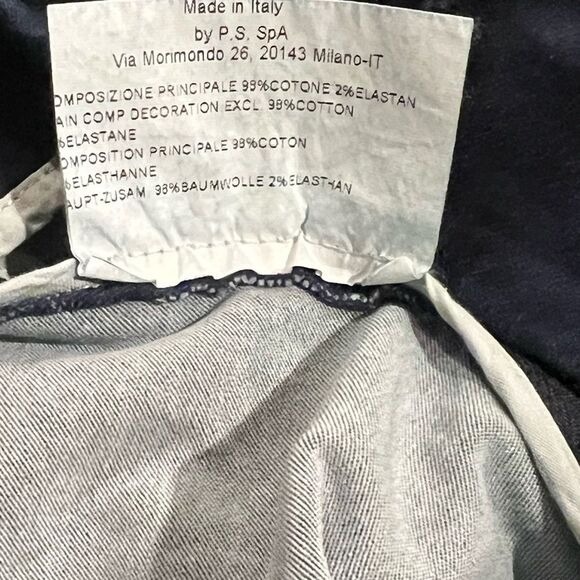 Made in Italy
by P.S. SpA
Via Morimondo 26, 20143 Milano-IT
OMPOSIZIONE PRINCIPALE 98%COTONE 2%ELASTAN
AIN COMP DECORATION EXCL. 98%COTTON
%ELASTANE
OMPOSITION PRINCIPALE 98%COTON
%ELASTHANNE
AUPT-ZUSAM. 98%BAUMWOLLE 2%ELASTHAN